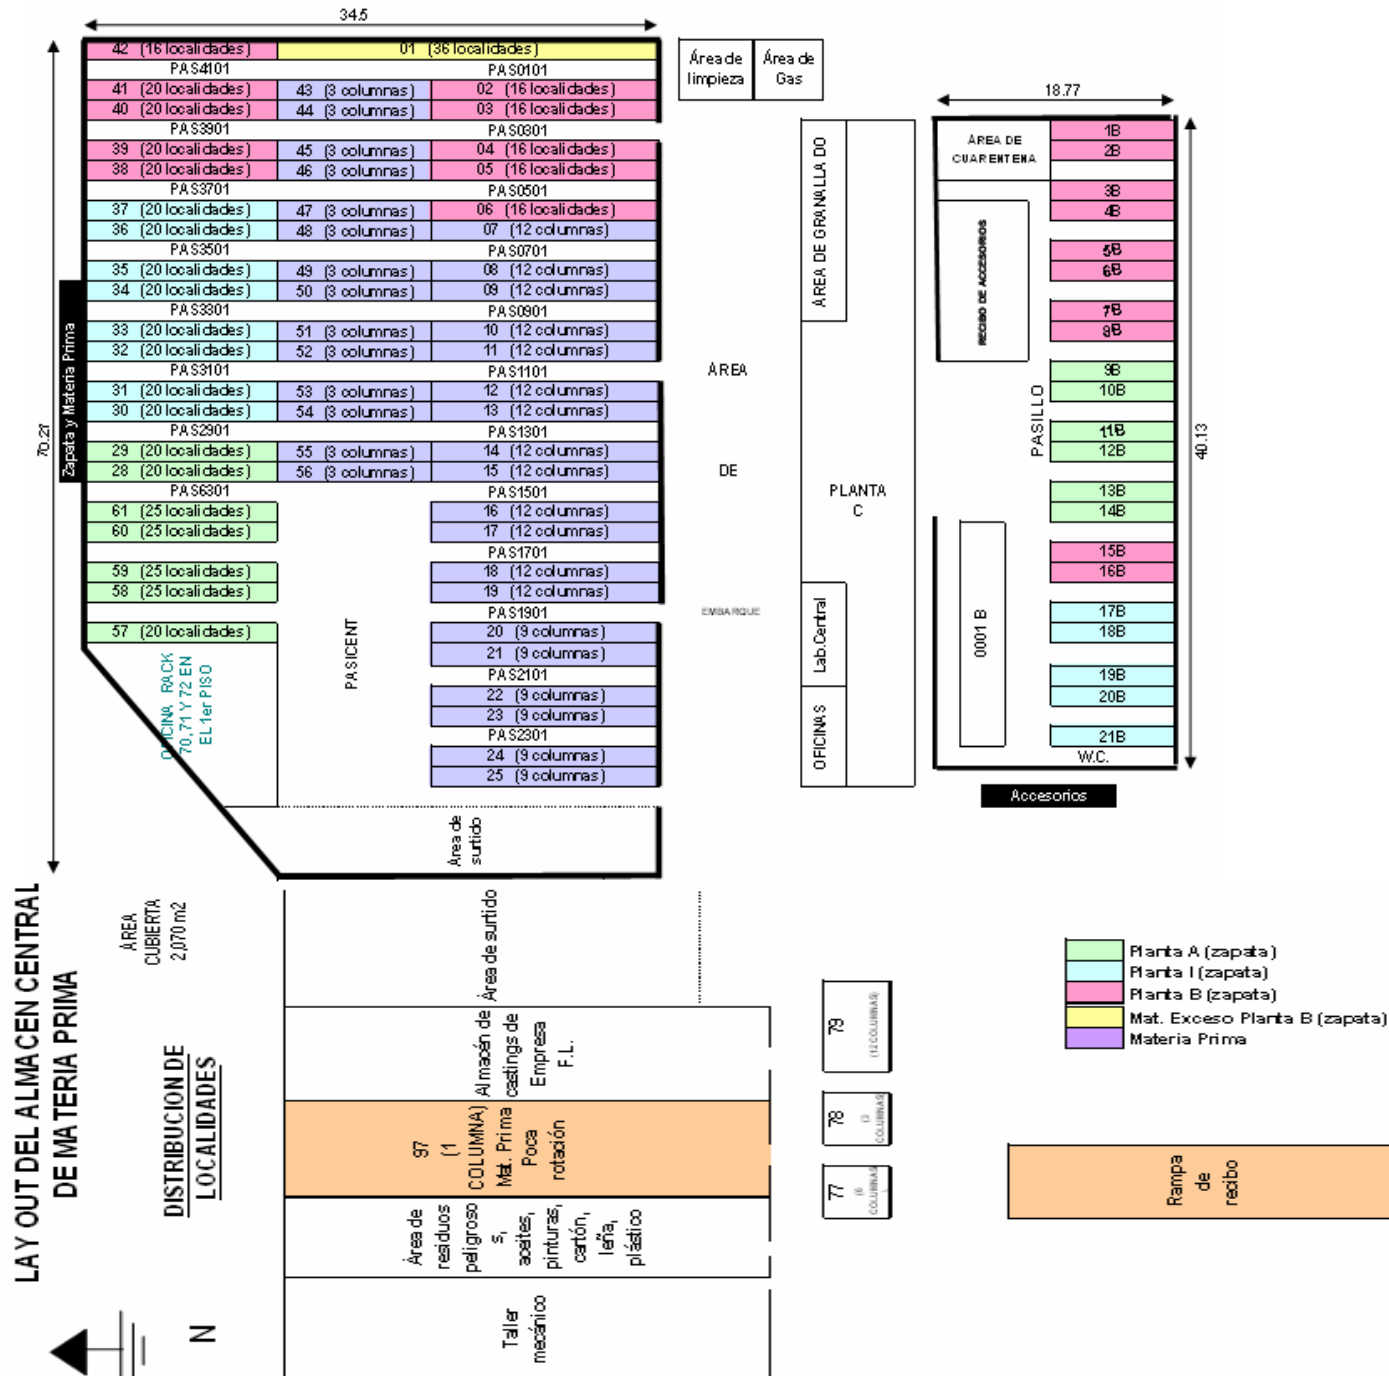 34.5
42 (16 localidades) 01 (36 localidades)
PAS4101 PAS0101
41 (20 localidades) 43 (3 columnas) 02 (16 localidades)
40 (20 localidades) 44 (3 columnas) 03 (16 localidades)
PAS3901 PAS0301
39 (20 localidades) 45 (3 columnas) 04 (16 localidades)
38 (20 localidades) 46 (3 columnas) 05 (16 localidades)
PAS3701 PAS0501
37 (20 localidades) 47 (3 columnas) 06 (16 localidades)
36 (20 localidades) 48 (3 columnas) 07 (12 columnas)
PAS3501 PAS0701
35 (20 localidades) 49 (3 columnas) 08 (12 columnas)
34 (20 localidades) 50 (3 columnas) 09 (12 columnas)
PAS3301 PAS0901
33 (20 localidades) 51 (3 columnas) 10 (12 columnas)
32 (20 localidades) 52 (3 columnas) 11 (12 columnas)
PAS3101 PAS1101
31 (20 localidades) 53 (3 columnas) 12 (12 columnas)
30 (20 localidades) 54 (3 columnas) 13 (12 columnas)
PAS2901 PAS1301
29 (20 localidades) 55 (3 columnas) 14 (12 columnas)
28 (20 localidades) 56 (3 columnas) 15 (12 columnas)
PAS6301 PAS1501
61 (25 localidades) 16 (12 columnas)
60 (25 localidades) 17 (12 columnas)
PAS1701
59 (25 localidades) 18 (12 columnas)
58 (25 localidades) 19 (12 columnas)
PAS1901
57 (20 localidades) 20 (9 columnas)
21 (9 columnas)
PAS2101
22 (9 columnas)
23 (9 columnas)
PAS2301
24 (9 columnas)
25 (9 columnas)
70.27
Zapata y Materia Prima
PASICENT
OFICINA RACK
70, 71 Y 72 EN
EL 1er PISO
Área de
surtido
Área de
limpieza
Área de
Gas
ÁREA
DE
EMBARQUE
ÁREA DE GRANALLADO
PLANTA
C
Lab.Central
OFICINAS
18.77
ÁREA DE
CUARENTENA
RECIBO DE ACCESORIOS
PASILLO
0001 B
1B
2B
3B
4B
5B
6B
7B
8B
9B
10B
11B
12B
13B
14B
15B
16B
17B
18B
19B
20B
21B
W.C.
40.13
Accesorios
LAY OUT DEL ALMACEN CENTRAL
DE MATERIA PRIMA
ÁREA
CUBIERTA
2,070 m2
DISTRIBUCION DE
LOCALIDADES
N
Área de surtido
Almacén de
castings de
Empresa
F.L.
97
(1
COLUMNA)
Mat. Prima
Poca
rotación
Área de
residuos
peligroso
s,
aceites,
pinturas,
cartón,
leña,
plástico
Taller
mecánico
79
(12 COLUMNAS)
78
(3
COLUMNAS)
77
(6
COLUMNAS
Planta A (zapata)
Planta I (zapata)
Planta B (zapata)
Mat. Exceso Planta B (zapata)
Materia Prima
Rampa
de
recibo